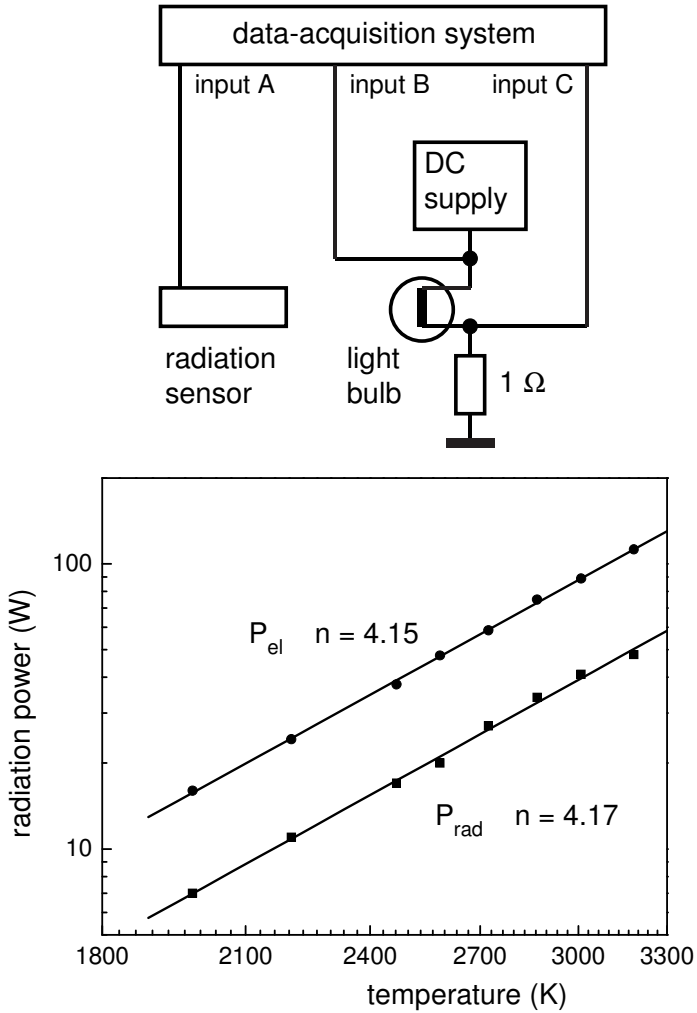 data-acquisition system
input A
input B
input C
DC
supply
radiation
sensor
light
bulb
1 Ω
radiation power (W)
100
10
P_el n = 4.15
P_rad n = 4.17
1800
2100
2400
2700
3000
3300
temperature (K)